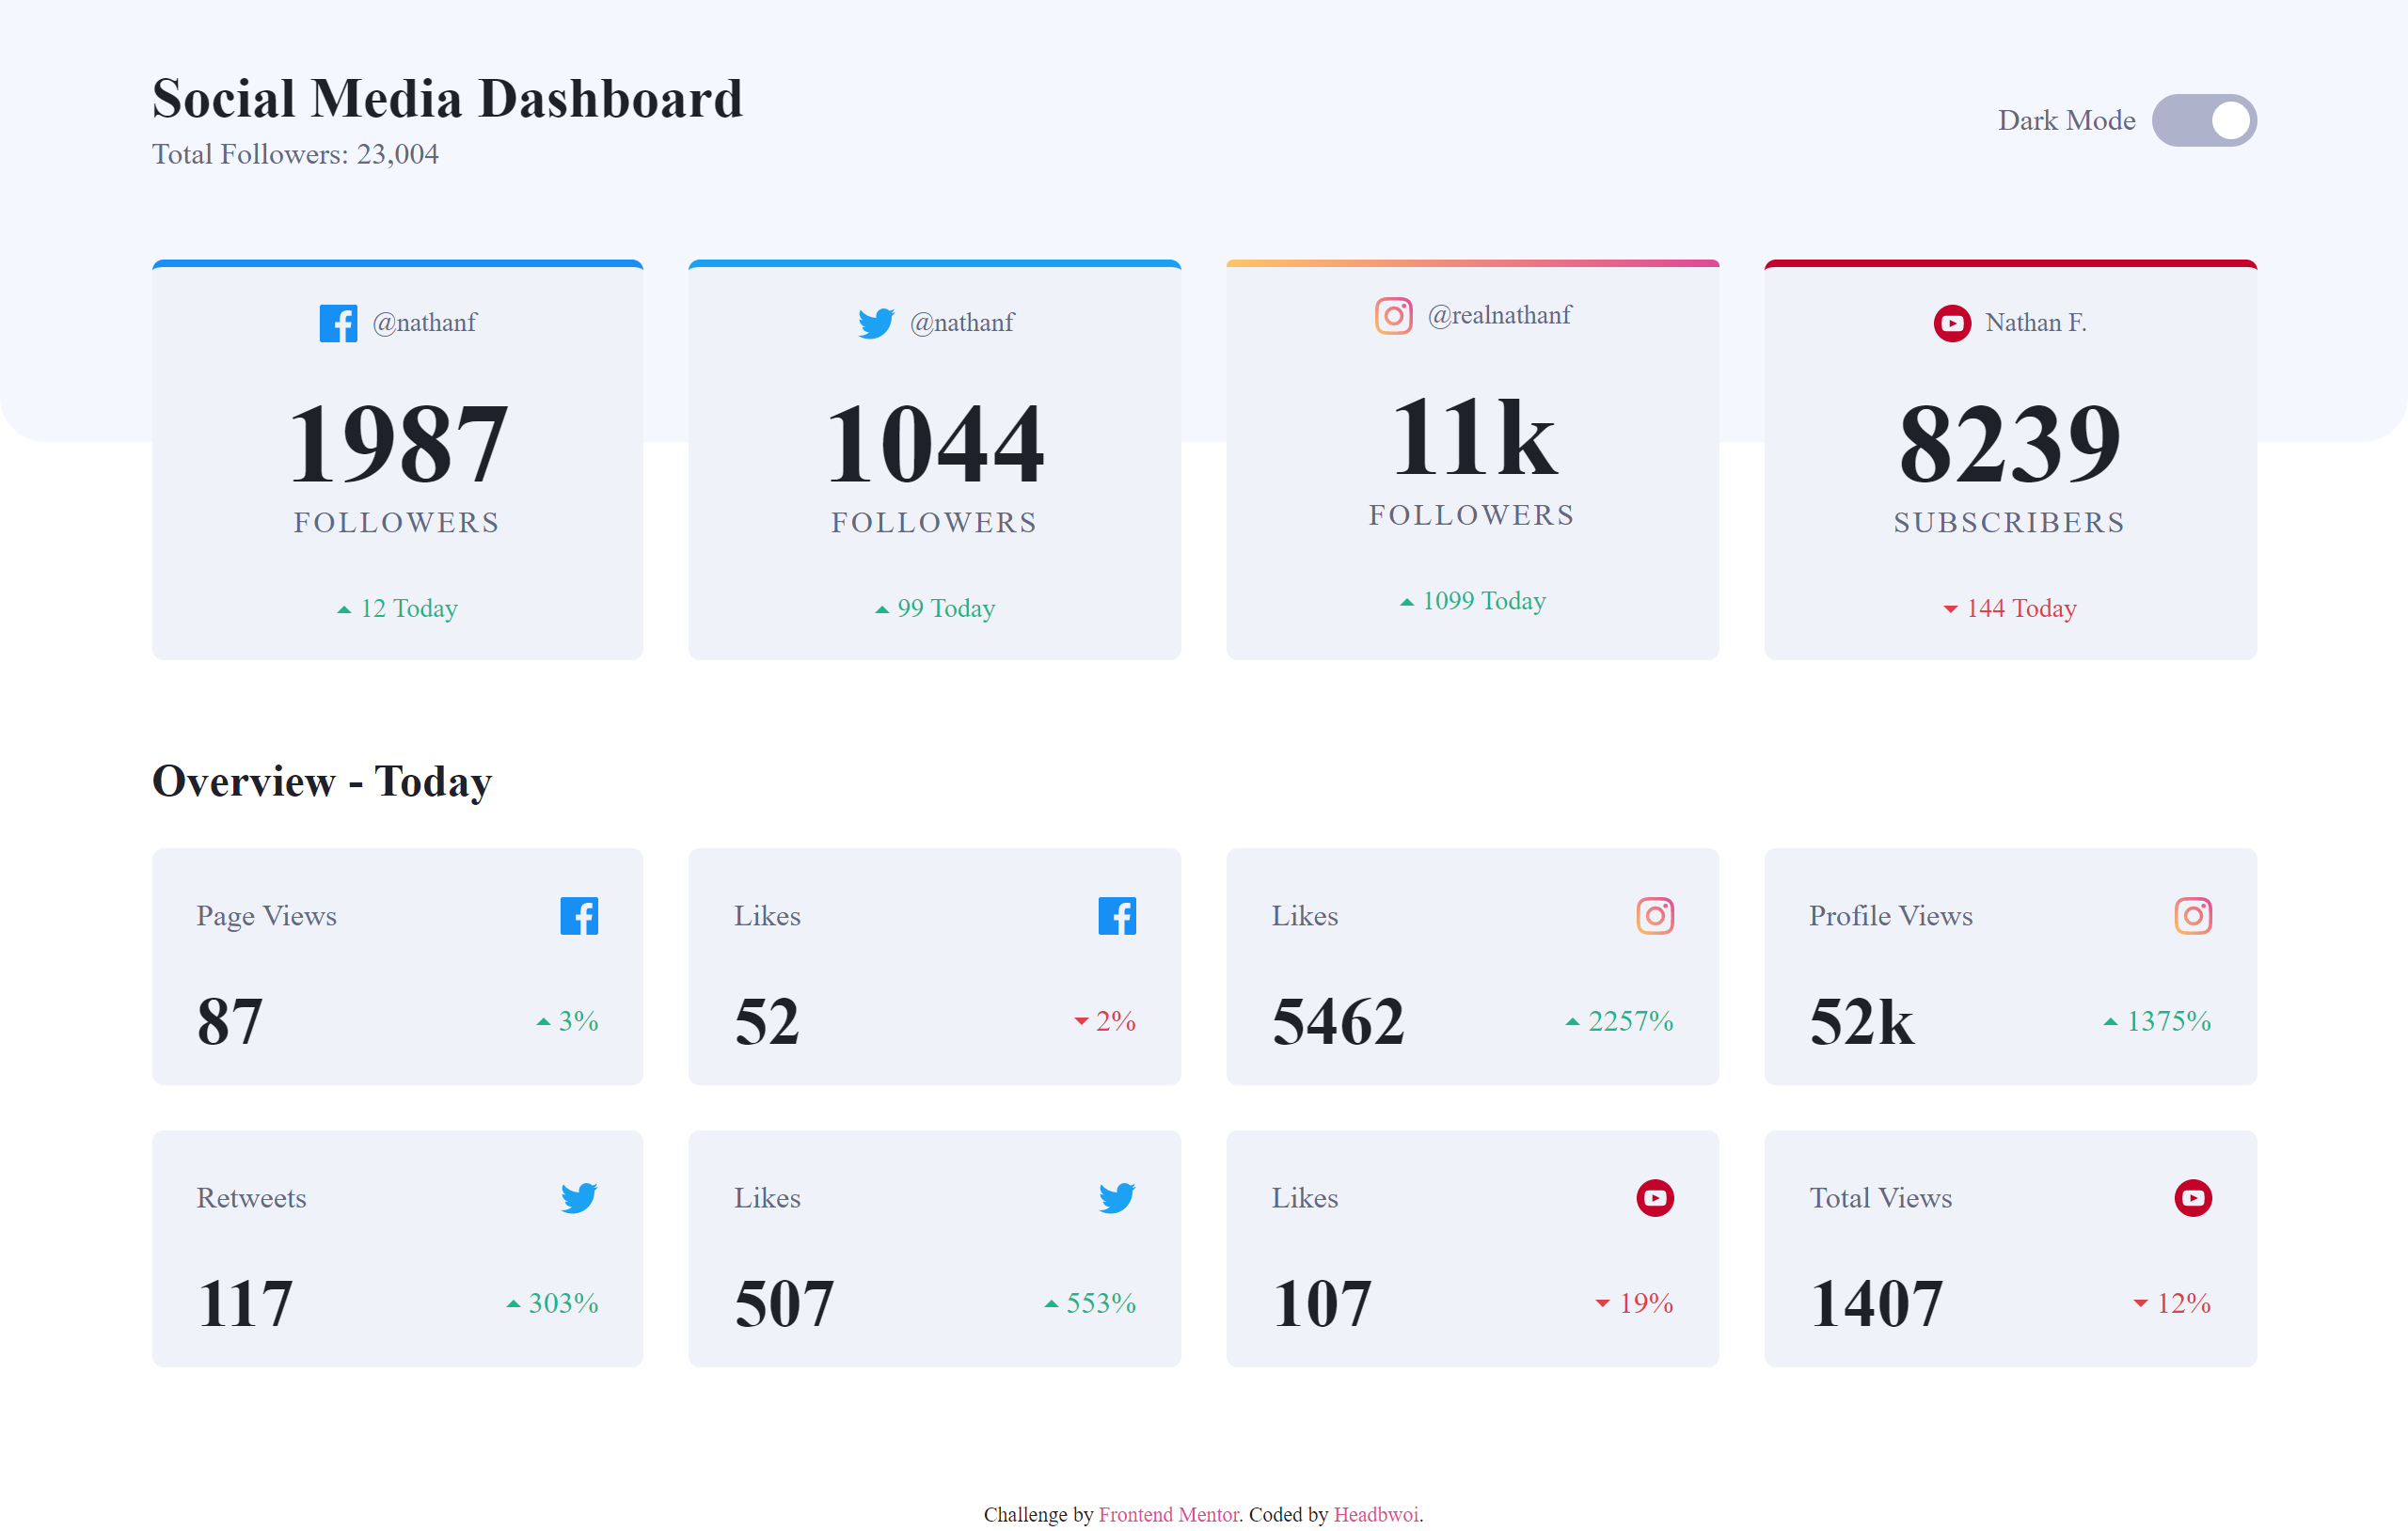 Social Media Dashboard
Total Followers: 23,004
Dark Mode
@nathanf
1987
FOLLOWERS
12 Today
@nathanf
1044
FOLLOWERS
99 Today
@realnathanf
11k
FOLLOWERS
1099 Today
Nathan F.
8239
SUBSCRIBERS
144 Today
Overview - Today
Page Views
87
3%
Likes
52
2%
Likes
5462
2257%
Profile Views
52k
1375%
Retweets
117
303%
Likes
507
553%
Likes
107
19%
Total Views
1407
12%
Challenge by Frontend Mentor. Coded by Headbwoi.